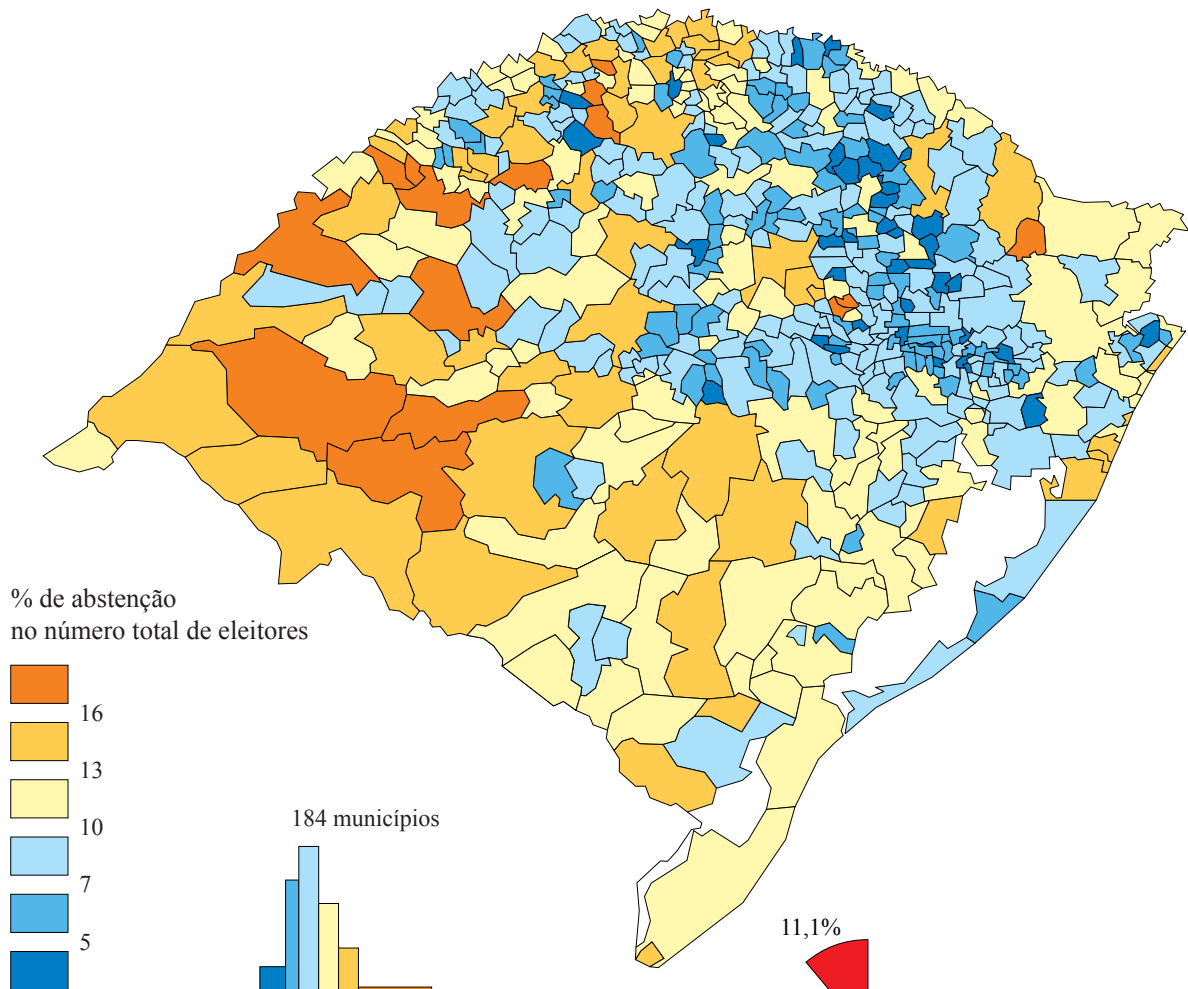 % de abstenção
no número total de eleitores
16
13
10
7
5
184 municípios
11,1%